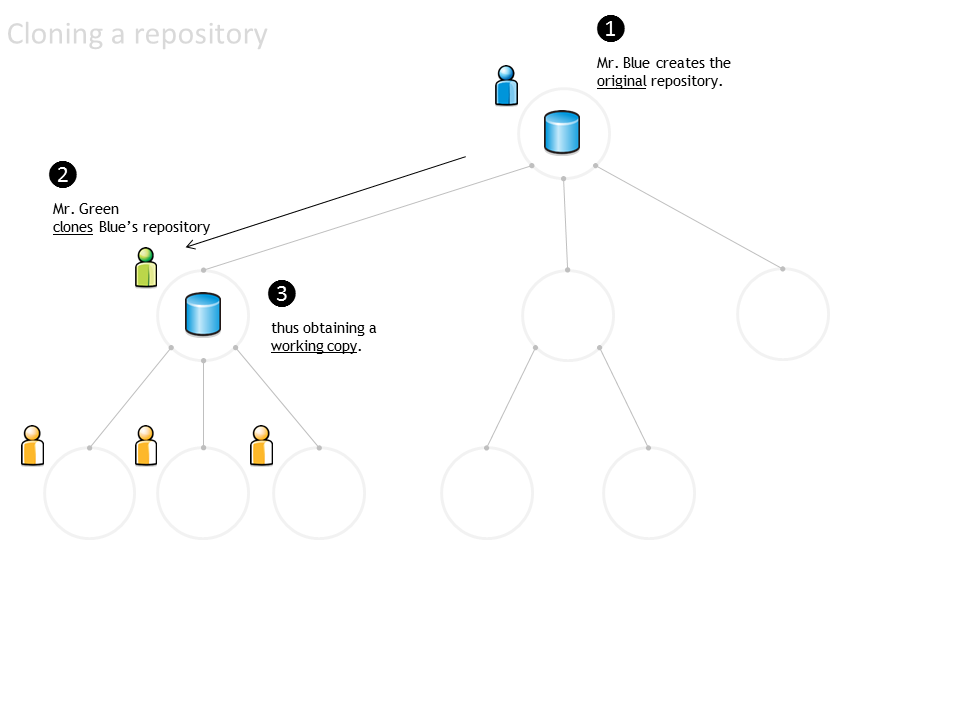 Cloning a repository
1
Mr. Blue creates the
original repository.
2
Mr. Green
clones Blue’s repository
3
thus obtaining a
working copy.